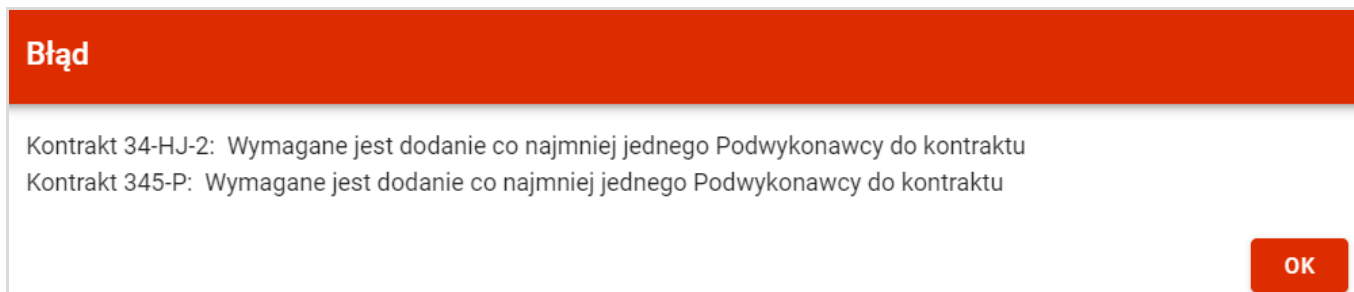 Błąd
Kontrakt 34-HJ-2: Wymagane jest dodanie co najmniej jednego Podwykonawcy do kontraktu
Kontrakt 345-P: Wymagane jest dodanie co najmniej jednego Podwykonawcy do kontraktu
OK